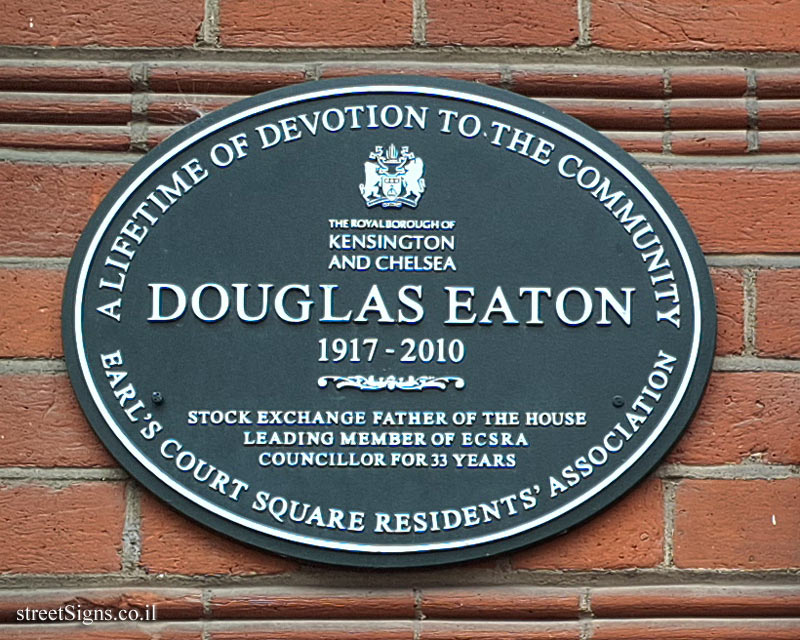 A LIFETIME OF DEVOTION TO THE COMMUNITY
THE ROYAL BOROUGH OF
KENSINGTON
AND CHELSEA
DOUGLAS EATON
1917 - 2010
STOCK EXCHANGE FATHER OF THE HOUSE
LEADING MEMBER OF ECSRA
COUNCILLOR FOR 33 YEARS
EARL'S COURT SQUARE RESIDENTS' ASSOCIATION
streetSigns.co.il